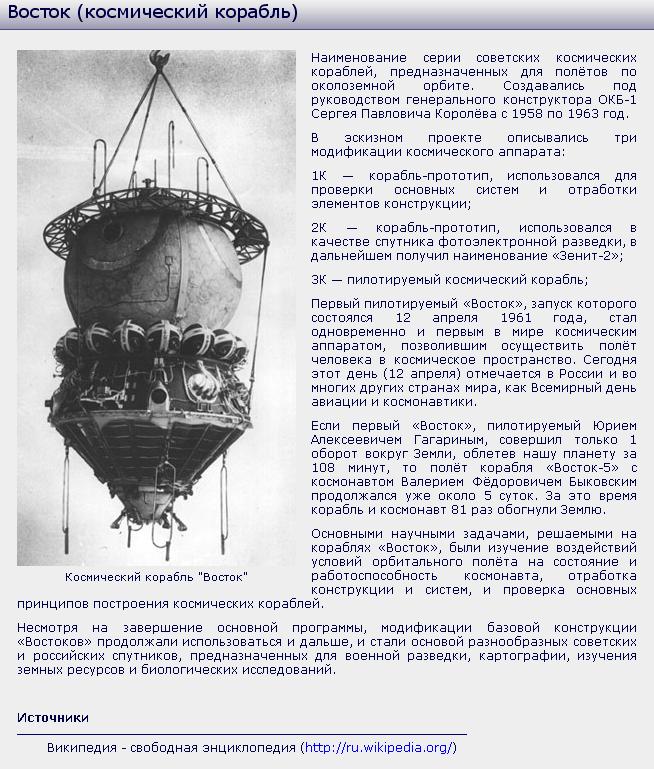 Восток (космический корабль)
Наименование серии советских космических
кораблей, предназначенных для полётов по
околоземной орбите. Создавались под
руководством генерального конструктора ОКБ-1
Сергея Павловича Королёва с 1958 по 1963 год.
В эскизном проекте описывались три
модификации космического аппарата:
1К — корабль-прототип, использовался для
проверки основных систем и отработки
элементов конструкции;
2К — корабль-прототип, использовался в
качестве спутника фотоэлектронной разведки, в
дальнейшем получил наименование «Зенит-2»;
3К — пилотируемый космический корабль;
Первый пилотируемый «Восток», запуск которого
состоялся 12 апреля 1961 года, стал
одновременно и первым в мире космическим
аппаратом, позволившим осуществить полёт
человека в космическое пространство. Сегодня
этот день (12 апреля) отмечается в России и во
многих других странах мира, как Всемирный день
авиации и космонавтики.
Если первый «Восток», пилотируемый Юрием
Алексеевичем Гагариным, совершил только 1
оборот вокруг Земли, облетев нашу планету за
108 минут, то полёт корабля «Восток-5» с
космонавтом Валерием Фёдоровичем Быковским
продолжался уже около 5 суток. За это время
корабль и космонавт 81 раз обогнули Землю.
Основными научными задачами, решаемыми на
кораблях «Восток», были изучение воздействий
условий орбитального полёта на состояние и
работоспособность космонавта, отработка
конструкции и систем, и проверка основных
принципов построения космических кораблей.
Космический корабль "Восток"
Несмотря на завершение основной программы, модификации базовой конструкции
«Востоков» продолжали использоваться и дальше, и стали основой разнообразных советских
и российских спутников, предназначенных для военной разведки, картографии, изучения
земных ресурсов и биологических исследований.
Источники
Википедия - свободная энциклопедия (http://ru.wikipedia.org/)